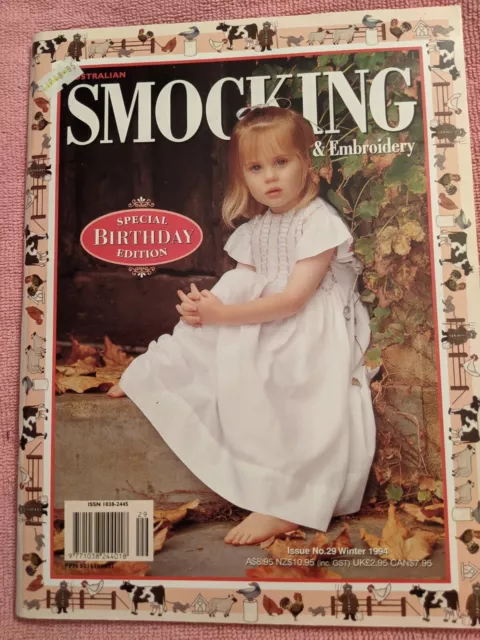 AUSTRALIAN
SMOCKING
& Embroidery
SPECIAL
BIRTHDAY
EDITION
ISSN 1038-2445
29
Issue No.29 Winter 1994
A$8.95 NZ$10.95 (inc. GST) UK£2.95 CAN$7.95